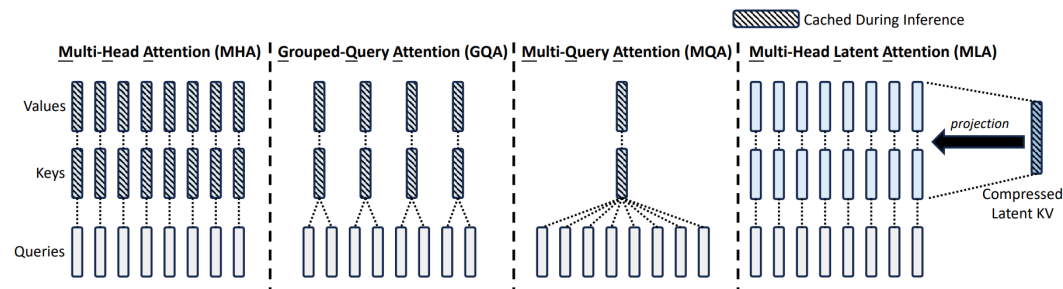 Cached During Inference
Multi-Head Attention (MHA)
Grouped-Query Attention (GQA)
Multi-Query Attention (MQA)
Multi-Head Latent Attention (MLA)
Values
Keys
Queries
projection
Compressed
Latent KV